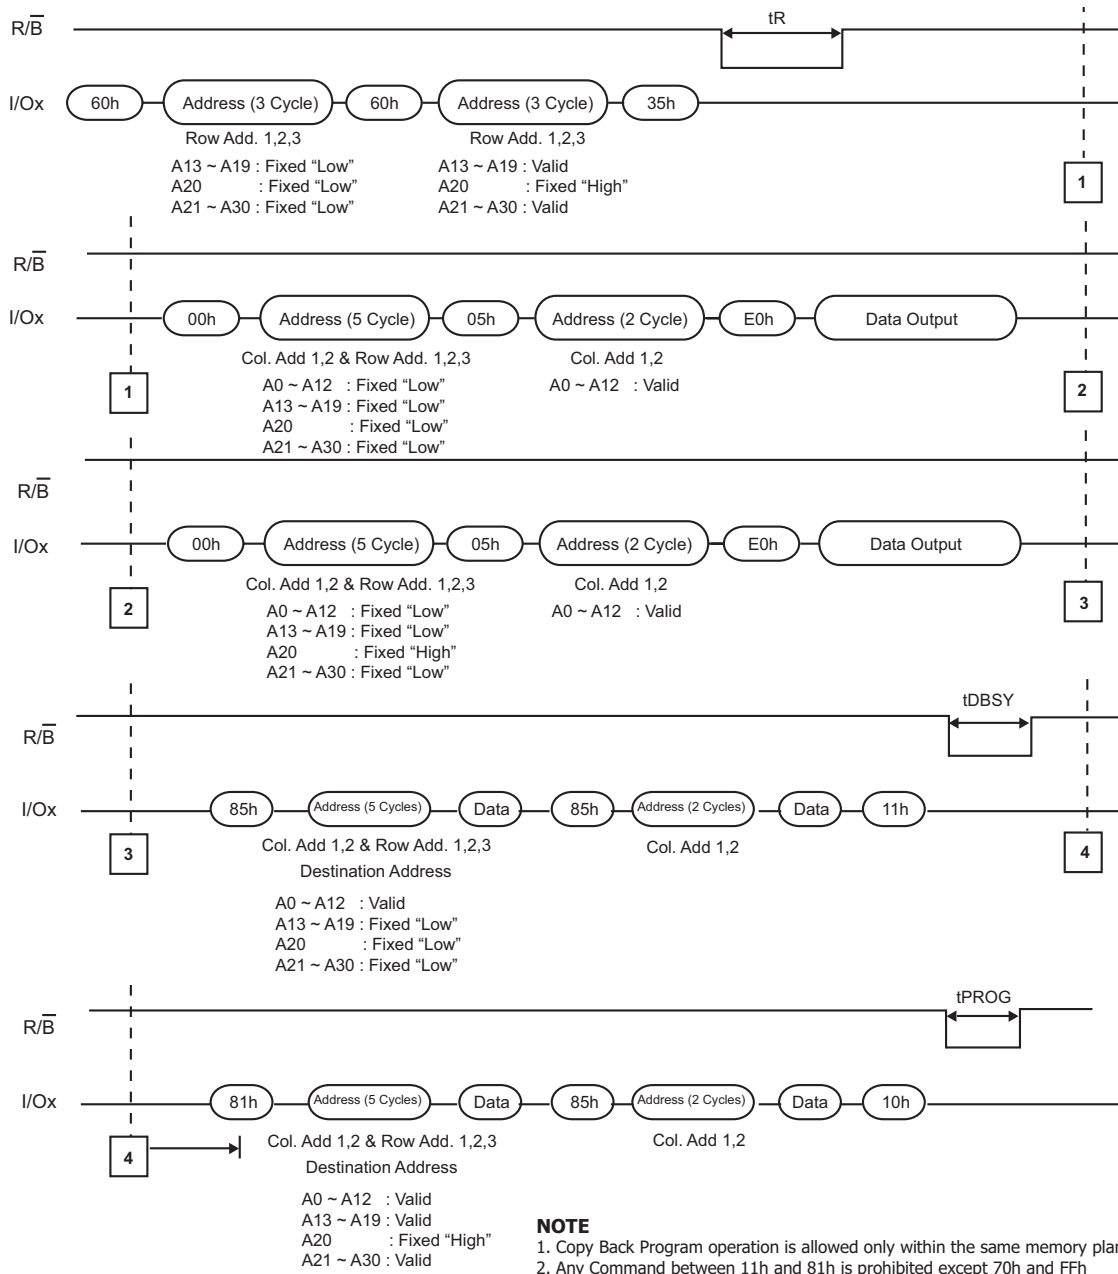 tR
R/B
I/Ox 60h Address (3 Cycle) 60h Address (3 Cycle) 35h
Row Add. 1,2,3 Row Add. 1,2,3
A13 ~ A19 : Fixed “Low” A13 ~ A19 : Valid
A20 : Fixed “Low” A20 : Fixed “High”
A21 ~ A30 : Fixed “Low” A21 ~ A30 : Valid
1
R/B
I/Ox 00h Address (5 Cycle) 05h Address (2 Cycle) E0h Data Output
Col. Add 1,2 & Row Add. 1,2,3 Col. Add 1,2
A0 ~ A12 : Fixed “Low” A0 ~ A12 : Valid
A13 ~ A19 : Fixed “Low”
A20 : Fixed “Low”
A21 ~ A30 : Fixed “Low”
1 2
R/B
I/Ox 00h Address (5 Cycle) 05h Address (2 Cycle) E0h Data Output
Col. Add 1,2 & Row Add. 1,2,3 Col. Add 1,2
A0 ~ A12 : Fixed “Low” A0 ~ A12 : Valid
A13 ~ A19 : Fixed “Low”
A20 : Fixed “High”
A21 ~ A30 : Fixed “Low”
2 3
tDBSY
R/B
I/Ox 85h Address (5 Cycles) Data 85h Address (2 Cycles) Data 11h
Col. Add 1,2 & Row Add. 1,2,3 Col. Add 1,2
Destination Address
A0 ~ A12 : Valid
A13 ~ A19 : Fixed “Low”
A20 : Fixed “Low”
A21 ~ A30 : Fixed “Low”
3 4
tPROG
R/B
I/Ox 81h Address (5 Cycles) Data 85h Address (2 Cycles) Data 10h
Col. Add 1,2 & Row Add. 1,2,3 Col. Add 1,2
Destination Address
4
A0 ~ A12 : Valid
A13 ~ A19 : Valid
A20 : Fixed “High”
A21 ~ A30 : Valid
NOTE
1. Copy Back Program operation is allowed only within the same memory
2. Any Command between 11h and 81h is prohibited except 70h and FFh